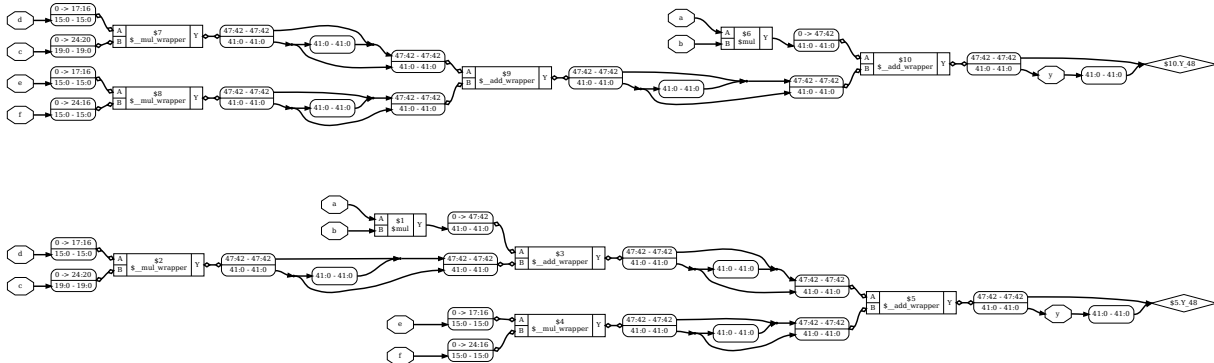 d
0 -> 17:16
15:0 - 15:0
c
0 -> 24:20
19:0 - 19:0
A
B
$7
$__mul_wrapper
Y
47:42 - 47:42
41:0 - 41:0
41:0 - 41:0
47:42 - 47:42
41:0 - 41:0
e
0 -> 17:16
15:0 - 15:0
f
0 -> 24:16
15:0 - 15:0
A
B
$8
$__mul_wrapper
Y
47:42 - 47:42
41:0 - 41:0
41:0 - 41:0
47:42 - 47:42
41:0 - 41:0
A
B
$9
$__add_wrapper
Y
47:42 - 47:42
41:0 - 41:0
41:0 - 41:0
47:42 - 47:42
41:0 - 41:0
a
b
A
B
$6
$mul
Y
0 -> 47:42
41:0 - 41:0
A
B
$10
$__add_wrapper
Y
47:42 - 47:42
41:0 - 41:0
y
41:0 - 41:0
$10.Y_48
a
b
A
B
$1
$mul
Y
0 -> 47:42
41:0 - 41:0
d
0 -> 17:16
15:0 - 15:0
c
0 -> 24:20
19:0 - 19:0
A
B
$2
$__mul_wrapper
Y
47:42 - 47:42
41:0 - 41:0
41:0 - 41:0
47:42 - 47:42
41:0 - 41:0
A
B
$3
$__add_wrapper
Y
47:42 - 47:42
41:0 - 41:0
41:0 - 41:0
47:42 - 47:42
41:0 - 41:0
e
0 -> 17:16
15:0 - 15:0
f
0 -> 24:16
15:0 - 15:0
A
B
$4
$__mul_wrapper
Y
47:42 - 47:42
41:0 - 41:0
41:0 - 41:0
47:42 - 47:42
41:0 - 41:0
A
B
$5
$__add_wrapper
Y
47:42 - 47:42
41:0 - 41:0
y
41:0 - 41:0
$5.Y_48